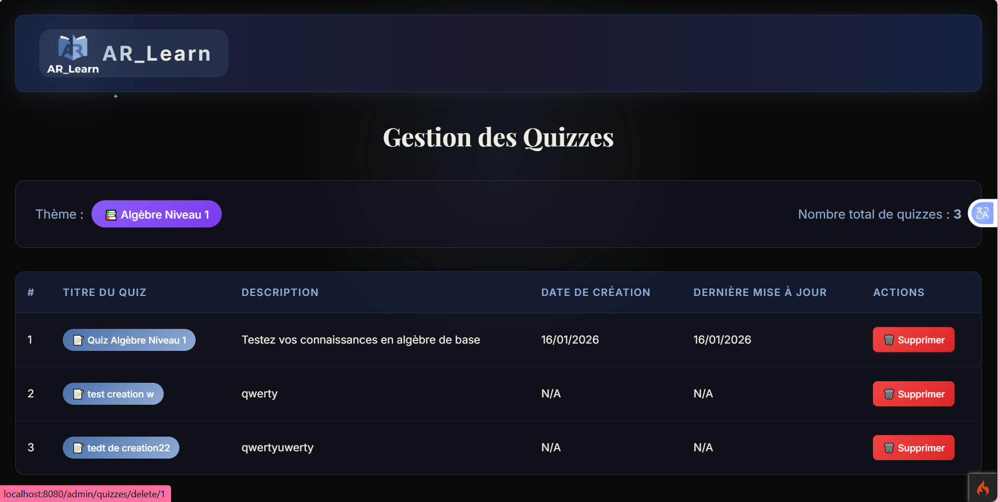 AR_Learn
AR_Learn
Gestion des Quizzes
Thème : Algèbre Niveau 1
Nombre total de quizzes : 3
# TITRE DU QUIZ DESCRIPTION DATE DE CRÉATION DERNIÈRE MISE À JOUR ACTIONS
1 Quiz Algèbre Niveau 1 Testez vos connaissances en algèbre de base 16/01/2026 16/01/2026 Supprimer
2 test creation w qwerty N/A N/A Supprimer
3 tedt de creation22 qwertyuwerty N/A N/A Supprimer
localhost:8080/admin/quizzes/delete/1